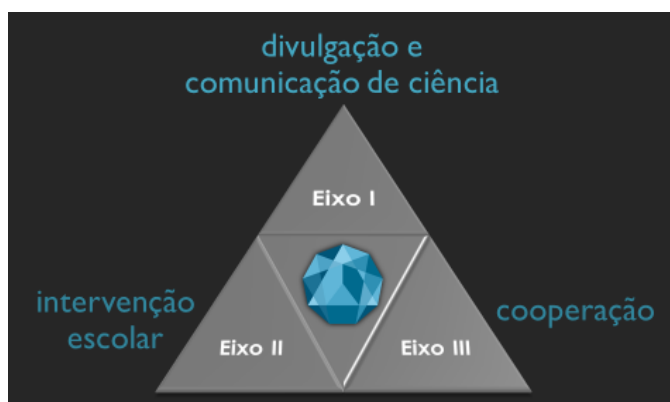 divulgação e
comunicação de ciência
Eixo I
intervenção
escolar
Eixo II
Eixo III
cooperação